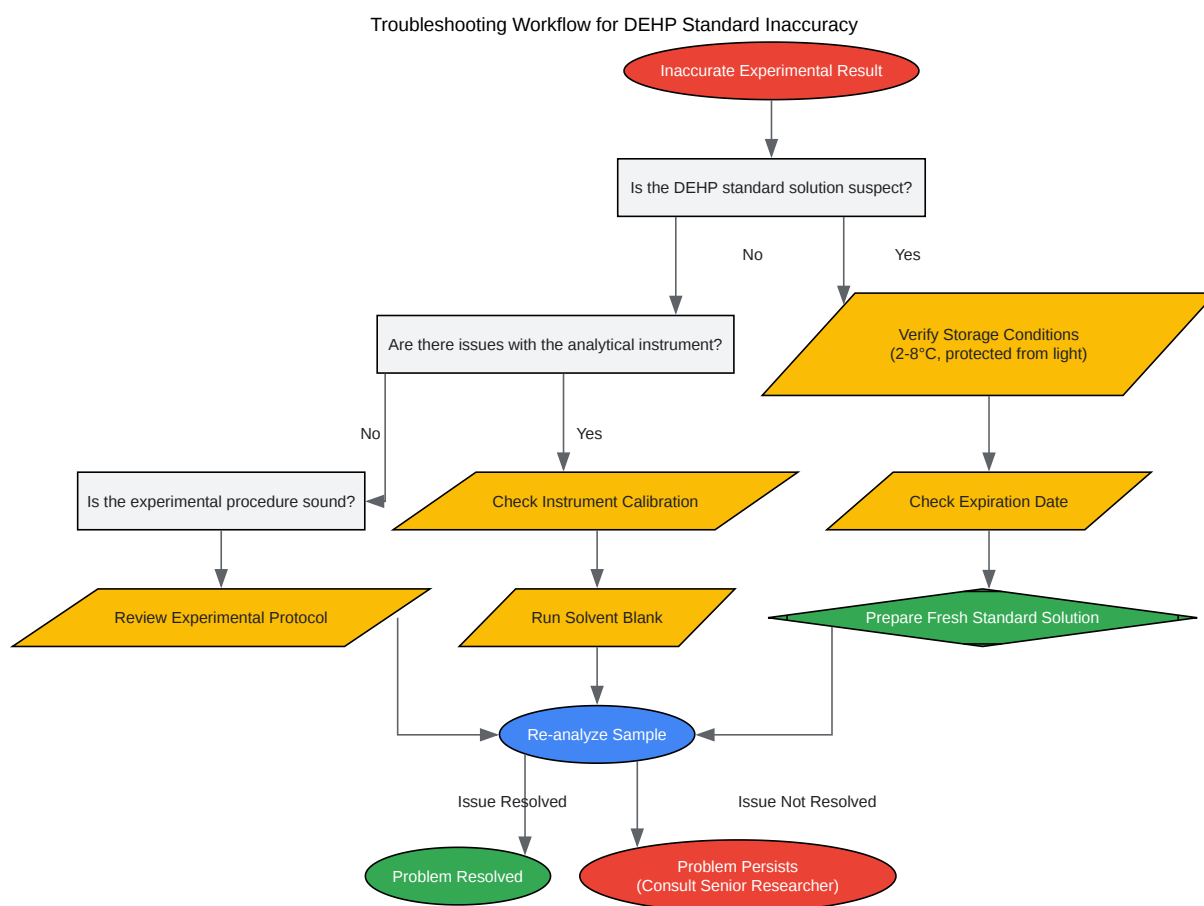 Troubleshooting Workflow for DEHP Standard Inaccuracy
Inaccurate Experimental Result
Is the DEHP standard solution suspect?
No
Yes
Are there issues with the analytical instrument?
Verify Storage Conditions
(2-8°C, protected from light)
No
Yes
Is the experimental procedure sound?
Check Instrument Calibration
Check Expiration Date
Review Experimental Protocol
Run Solvent Blank
Prepare Fresh Standard Solution
Re-analyze Sample
Issue Resolved
Issue Not Resolved
Problem Resolved
Problem Persists
(Consult Senior Researcher)